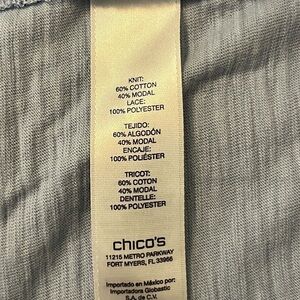 KNIT:
60% COTTON
40% MODAL
LACE:
100% POLYESTER
TEJIDO:
60% ALGODÓN
40% MODAL
ENCAJE:
100% POLIÉSTER
TRICOT:
60% COTON
40% MODAL
DENTELLE:
100% POLYESTER
chico's
11215 METRO PARKWAY
FORT MYERS, FL 33966
Importado en México por:
Importadora Globastic
S.A. de C.V.